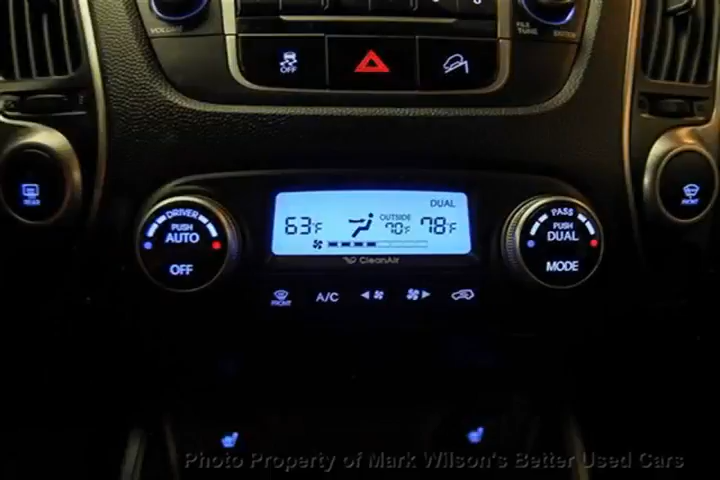 VOLUME
FILE
TUNE
ENTER
OFF
REAR
FRONT
DRIVER
PUSH
AUTO
OFF
DUAL
63°F
OUTSIDE
70°F
78°F
CleanAir
PASS
PUSH
DUAL
MODE
FRONT
A/C
Photo Property of Mark Wilson's Better Used Cars